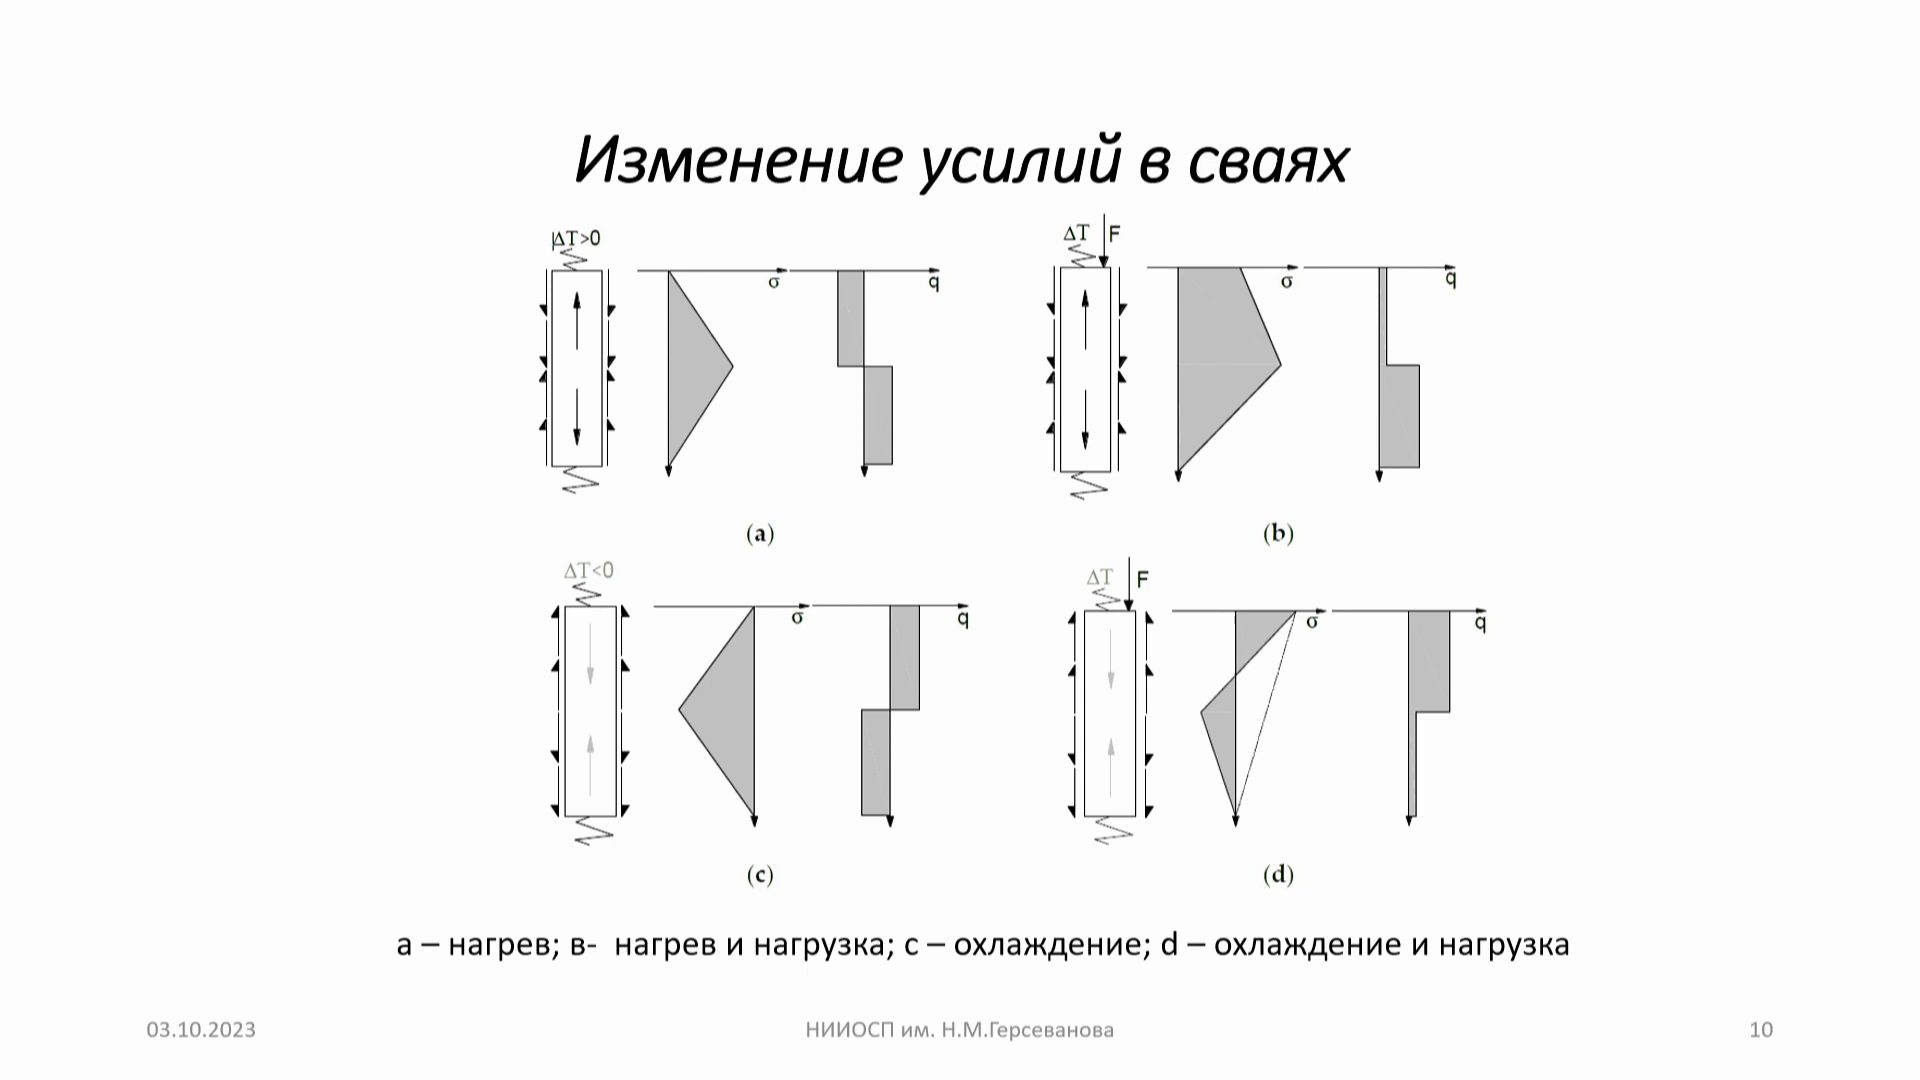 Изменение усилий в сваях
ΔT>0
σ
q
ΔT
F
σ
q
(a)
(b)
ΔT<0
σ
q
ΔT
F
σ
q
(c)
(d)
а – нагрев; в-  нагрев и нагрузка; с – охлаждение; d – охлаждение и нагрузка
03.10.2023
НИИОСП им. Н.М.Герсеванова
10